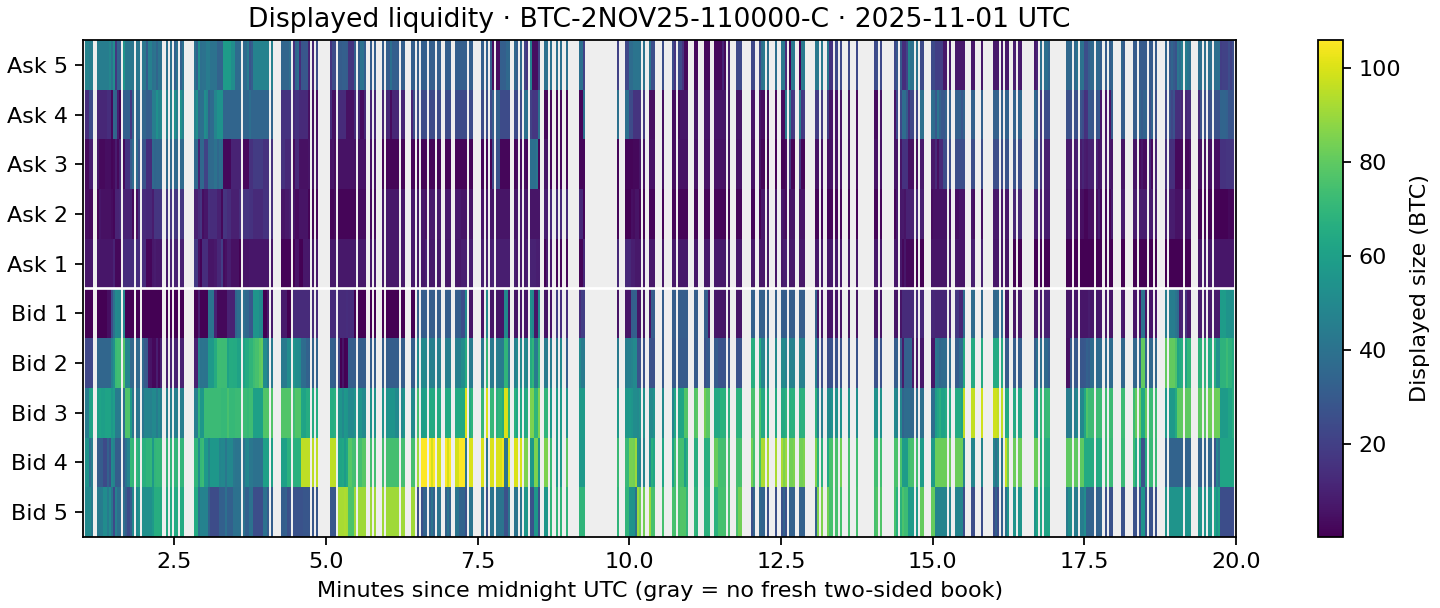 Displayed liquidity · BTC-2NOV25-110000-C · 2025-11-01 UTC
Ask 5
Ask 4
Ask 3
Ask 2
Ask 1
Bid 1
Bid 2
Bid 3
Bid 4
Bid 5
2.5 5.0 7.5 10.0 12.5 15.0 17.5 20.0
Minutes since midnight UTC (gray = no fresh two-sided book)
100
80
60
40
20
Displayed size (BTC)